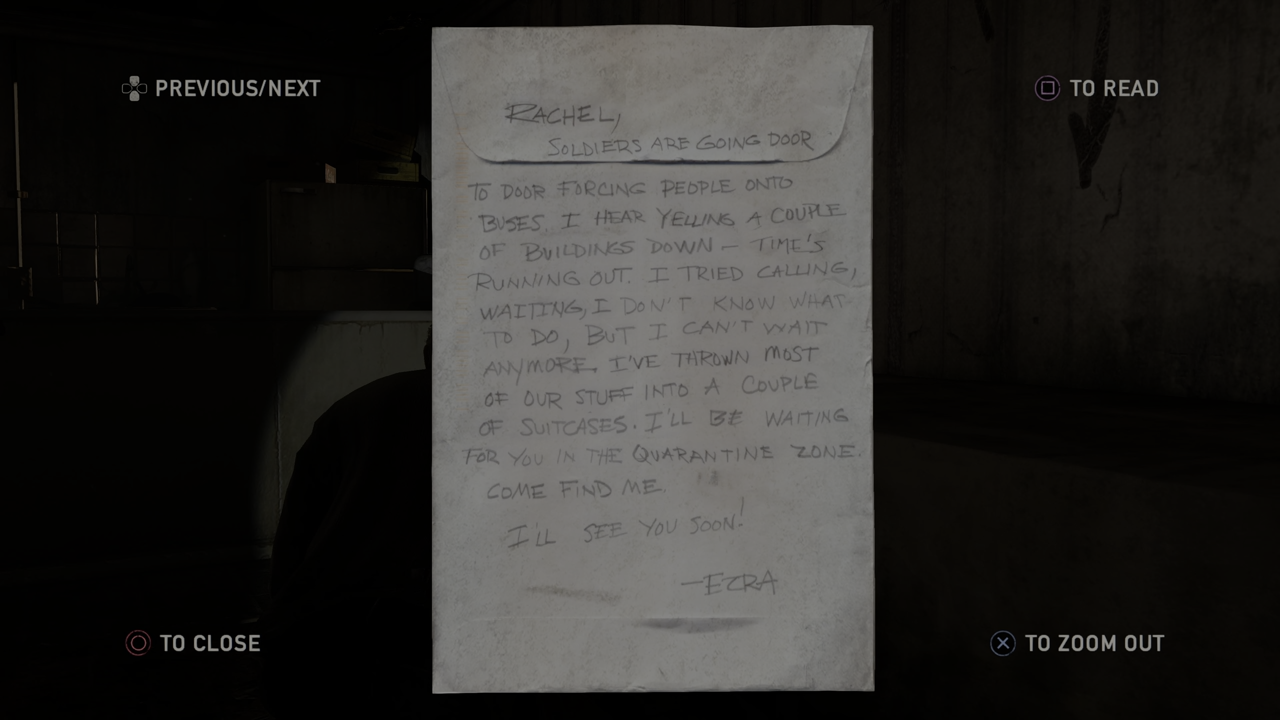 PREVIOUS/NEXT
TO READ
RACHEL,
SOLDIERS ARE GOING DOOR
TO DOOR FORCING PEOPLE ONTO
BUSES. I HEAR YELLING A COUPLE
OF BUILDINGS DOWN – TIME'S
RUNNING OUT. I TRIED CALLING,
WAITING, I DON'T KNOW WHAT
TO DO, BUT I CAN'T WAIT
ANYMORE. I'VE THROWN MOST
OF OUR STUFF INTO A COUPLE
OF SUITCASES. I'LL BE WAITING
FOR YOU IN THE QUARANTINE ZONE.
COME FIND ME.
I'LL SEE YOU SOON!
–EZRA
TO CLOSE
TO ZOOM OUT